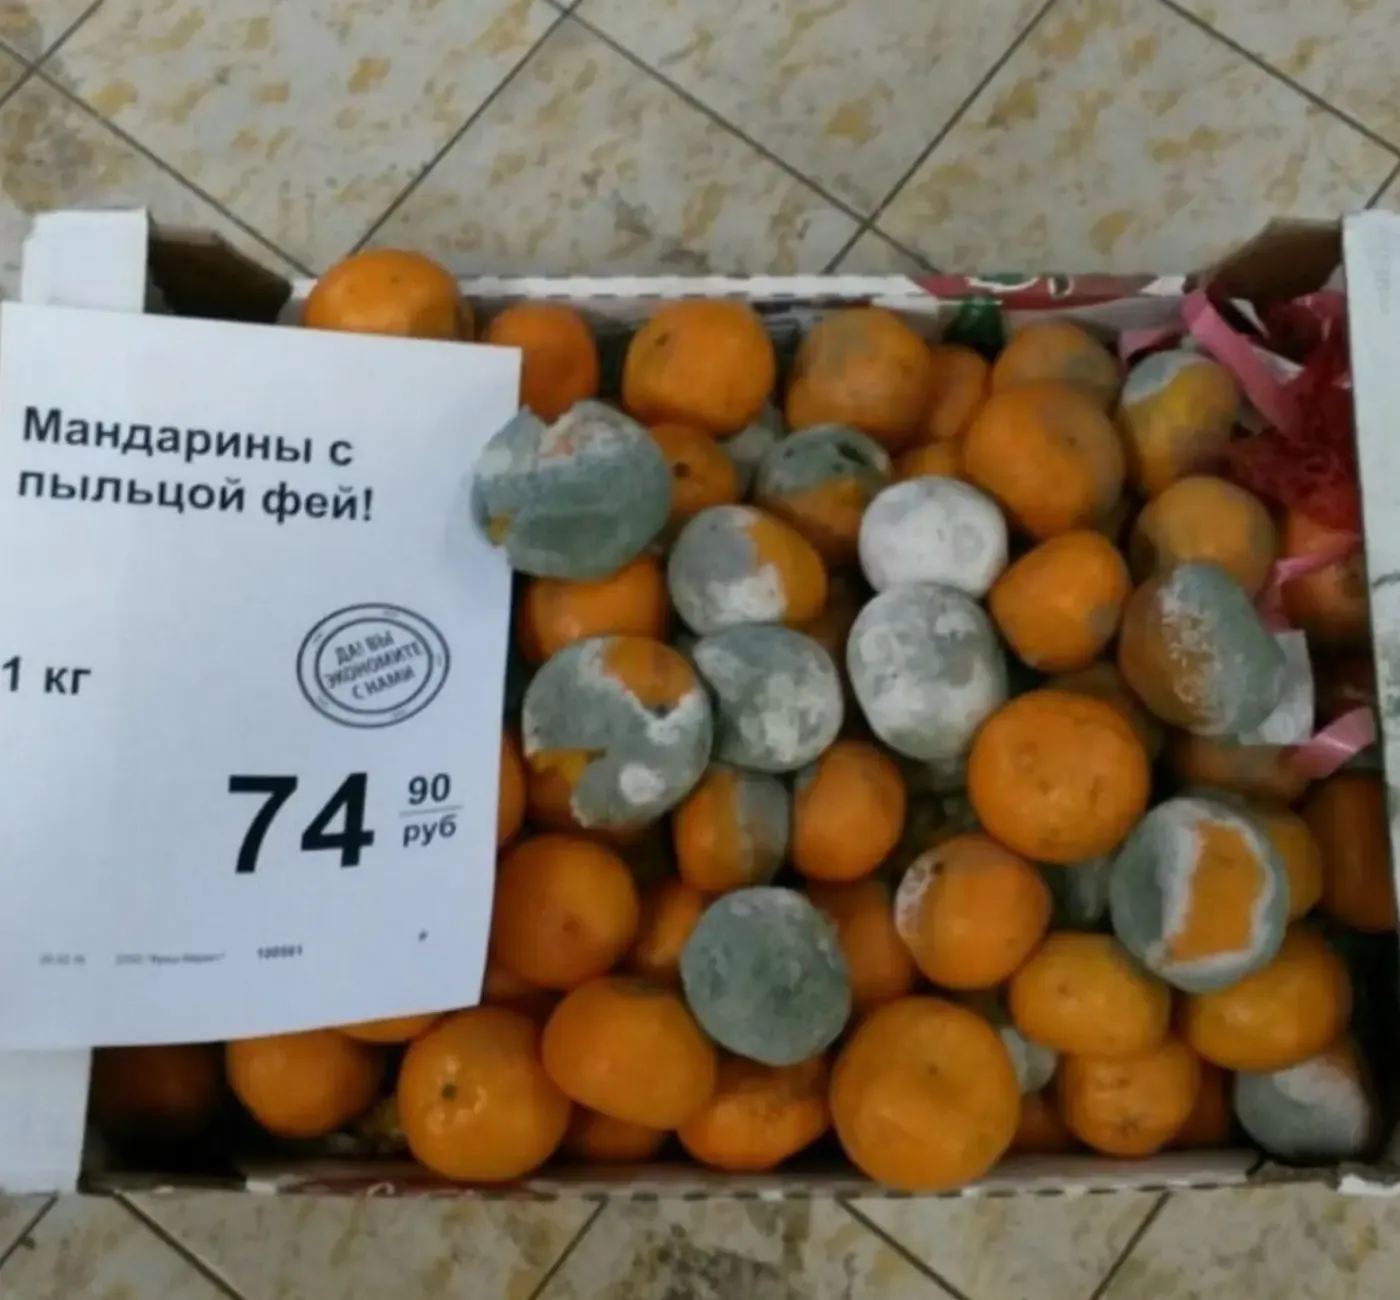 Мандарины с
пыльцой фей!
1 кг
ДА! ВЫ
ЭКОНОМИТЕ
С НАМИ
74
90
руб